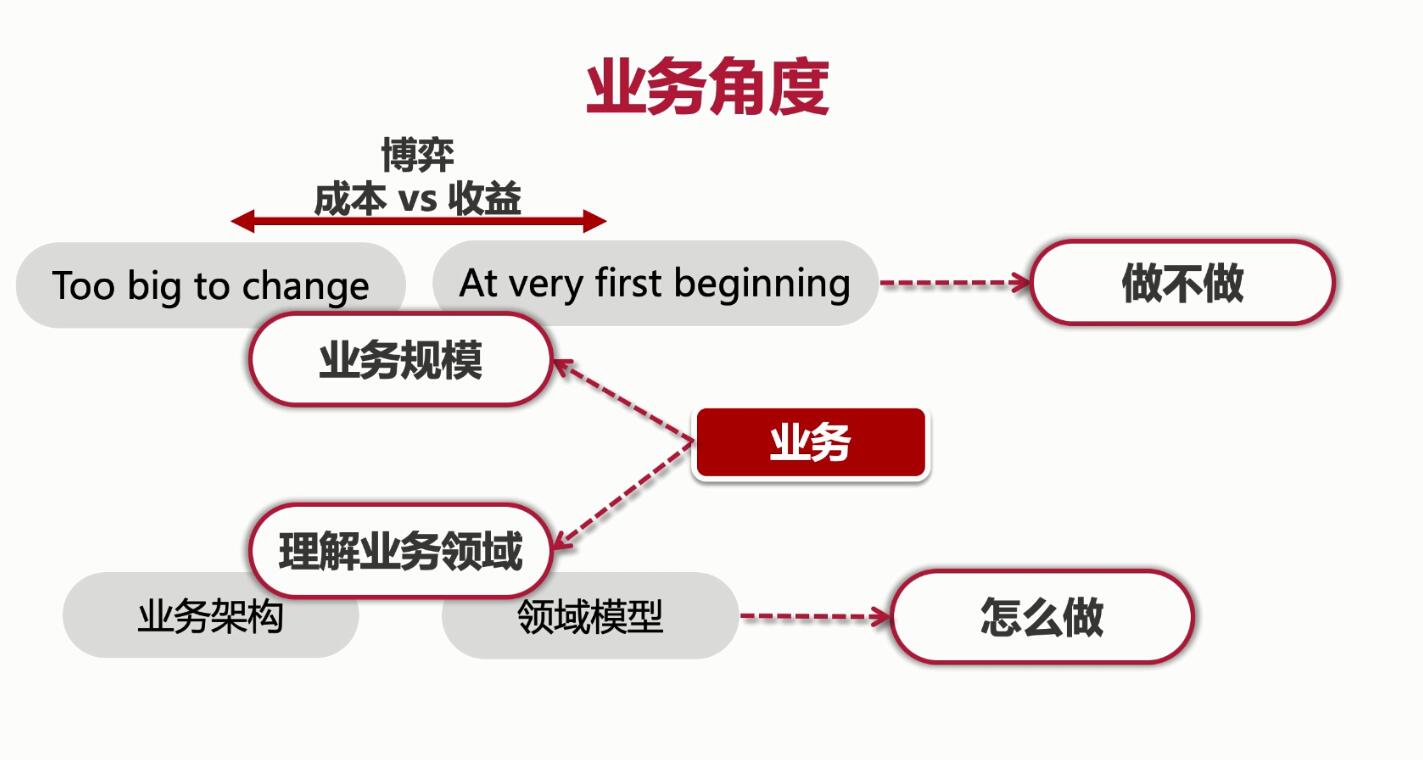 业务角度
博弈
成本 vs 收益
Too big to change
At very first beginning
做不做
业务规模
业务
理解业务领域
业务架构
领域模型
怎么做